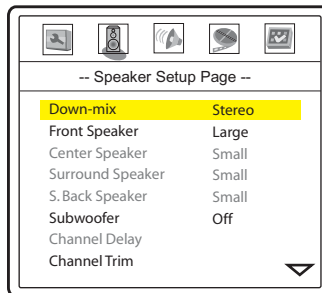 -- Speaker Setup Page --
Down-mix Stereo
Front Speaker Large
Center Speaker Small
Surround Speaker Small
S. Back Speaker Small
Subwoofer Off
Channel Delay
Channel Trim